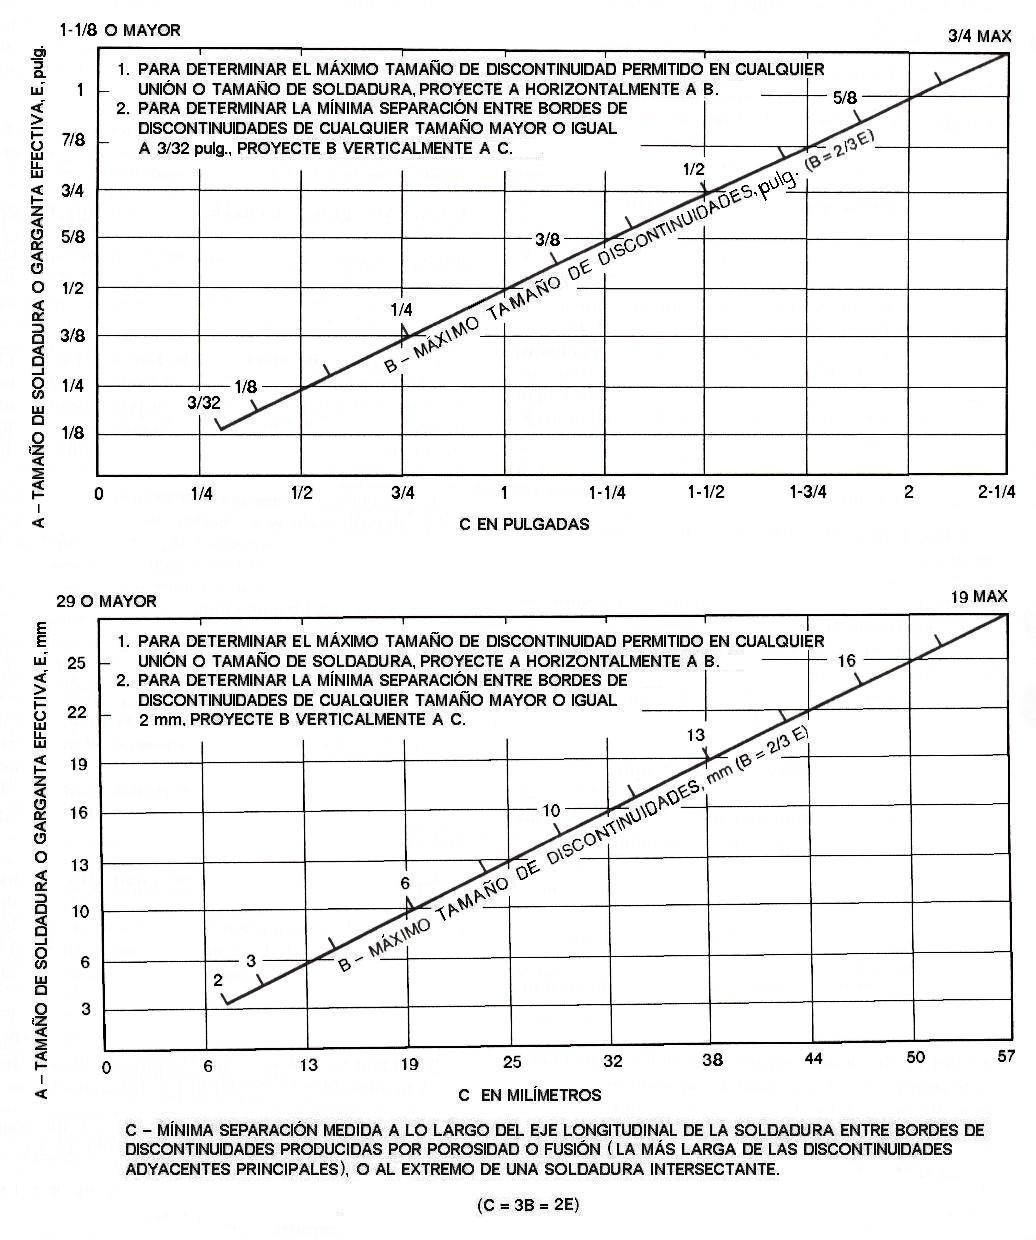 1-1/8 O MAYOR
3/4 MAX
A – TAMAÑO DE SOLDADURA O GARGANTA EFECTIVA, E, pulg.
1. PARA DETERMINAR EL MÁXIMO TAMAÑO DE DISCONTINUIDAD PERMITIDO EN CUALQUIER
UNIÓN O TAMAÑO DE SOLDADURA, PROYECTE A HORIZONTALMENTE A B.
2. PARA DETERMINAR LA MÍNIMA SEPARACIÓN ENTRE BORDES DE
DISCONTINUIDADES DE CUALQUIER TAMAÑO MAYOR O IGUAL
A 3/32 pulg., PROYECTE B VERTICALMENTE A C.
1
7/8
3/4
5/8
1/2
3/8
1/4
1/8
5/8
1/2
3/8
1/4
1/8
3/32
B – MÁXIMO TAMAÑO DE DISCONTINUIDADES, pulg. (B = 2/3 E)
0 1/4 1/2 3/4 1 1-1/4 1-1/2 1-3/4 2 2-1/4
C EN PULGADAS
29 O MAYOR
19 MAX
A – TAMAÑO DE SOLDADURA O GARGANTA EFECTIVA, E, mm
1. PARA DETERMINAR EL MÁXIMO TAMAÑO DE DISCONTINUIDAD PERMITIDO EN CUALQUIER
UNIÓN O TAMAÑO DE SOLDADURA, PROYECTE A HORIZONTALMENTE A B.
2. PARA DETERMINAR LA MÍNIMA SEPARACIÓN ENTRE BORDES DE
DISCONTINUIDADES DE CUALQUIER TAMAÑO MAYOR O IGUAL
2 mm, PROYECTE B VERTICALMENTE A C.
25
22
19
16
13
10
6
3
16
13
10
6
3
2
B – MÁXIMO TAMAÑO DE DISCONTINUIDADES, mm (B = 2/3 E)
0 6 13 19 25 32 38 44 50 57
C EN MILÍMETROS
C – MÍNIMA SEPARACIÓN MEDIDA A LO LARGO DEL EJE LONGITUDINAL DE LA SOLDADURA ENTRE BORDES DE
DISCONTINUIDADES PRODUCIDAS POR POROSIDAD O FUSIÓN (LA MÁS LARGA DE LAS DISCONTINUIDADES
ADYACENTES PRINCIPALES), O AL EXTREMO DE UNA SOLDADURA INTERSECTANTE.
(C = 3B = 2E)